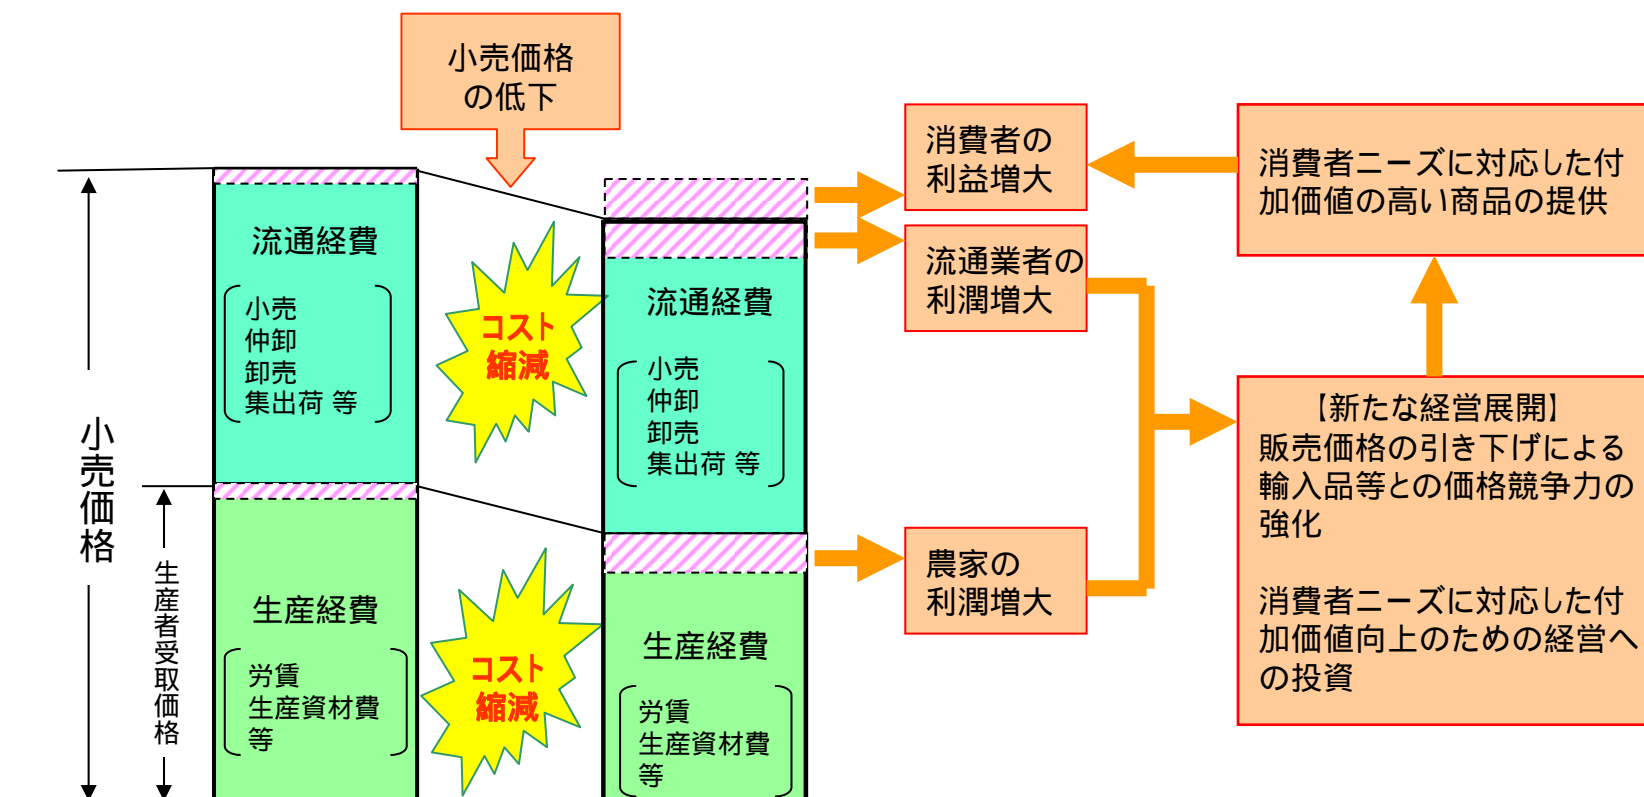 小売価格
の低下
小売価格
生産者受取価格
流通経費
小売
仲卸
卸売
集出荷 等
生産経費
労賃
生産資材費
等
コスト
縮減
コスト
縮減
流通経費
小売
仲卸
卸売
集出荷 等
生産経費
労賃
生産資材費
等
消費者の
利益増大
流通業者の
利潤増大
農家の
利潤増大
消費者ニーズに対応した付
加価値の高い商品の提供
【新たな経営展開】
販売価格の引き下げによる
輸入品等との価格競争力の
強化
消費者ニーズに対応した付
加価値向上のための経営へ
の投資